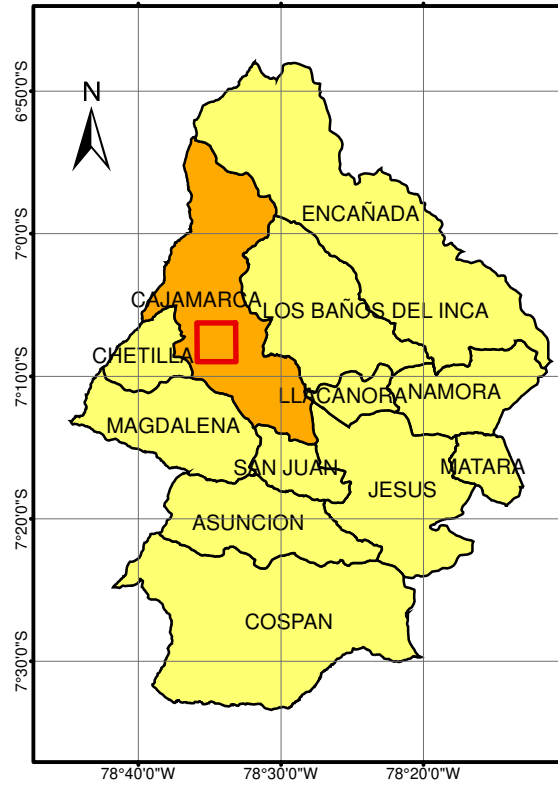 N
6°50'0"S
7°0'0"S
7°10'0"S
7°20'0"S
7°30'0"S
ENCAÑADA
CAJAMARCA
LOS BAÑOS DEL INCA
CHETILLA
LLACANORA
NAMORA
MAGDALENA
SAN JUAN
MATARA
JESUS
ASUNCION
COSPAN
78°40'0"W
78°30'0"W
78°20'0"W